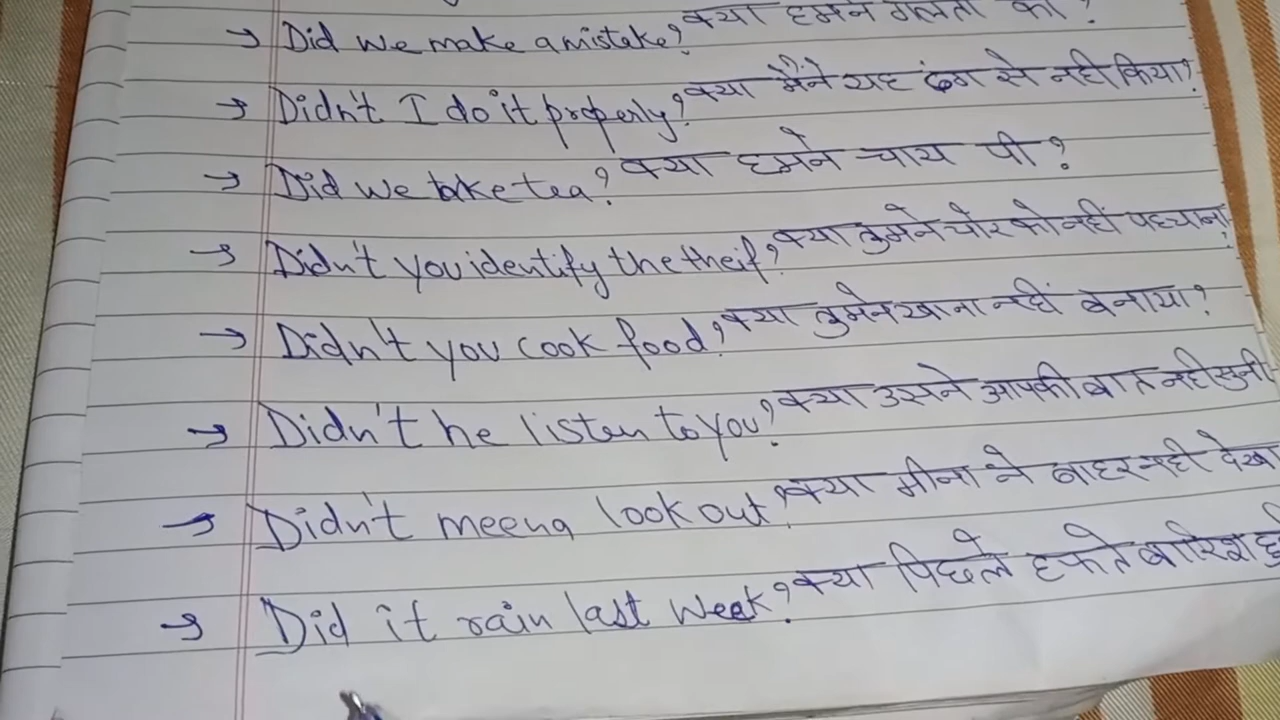 → Did we make a mistake? क्या हमने गलती की?
→ Didn't I do it properly? क्या मैंने यह ढंग से नही किया?
→ Did we take tea? क्या हमने चाय पी?
→ Didn't you identify the theif? क्या तुमने चोर को नहीं पहचाना?
→ Didn't you cook food? क्या तुमने खाना नहीं बनाया?
→ Didn't he listen to you? क्या उसने आपकी बात नही सुनी
→ Didn't meena look out? क्या मीना ने बाहर नही देखा
→ Did it rain last week? क्या पिछले हफ्ते बारिश